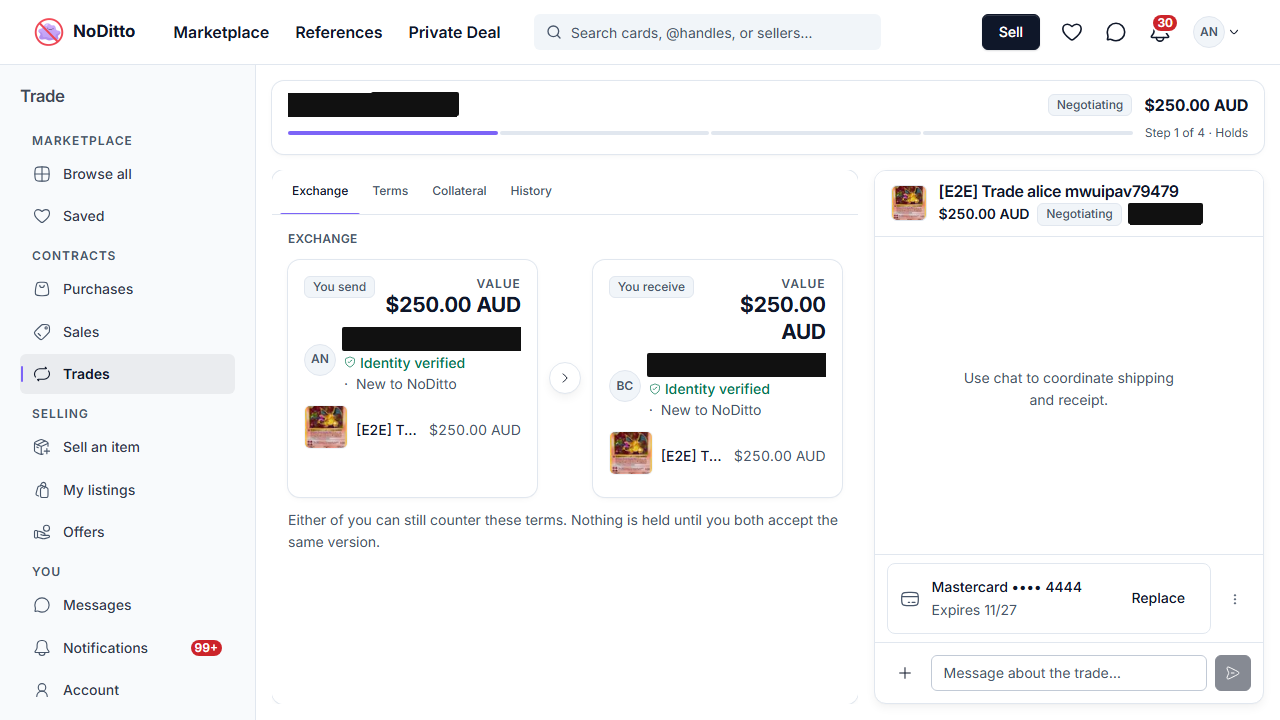 NoDitto
Marketplace
References
Private Deal
Search cards, @handles, or sellers...
Sell
30
AN
Trade
MARKETPLACE
Browse all
Saved
CONTRACTS
Purchases
Sales
Trades
SELLING
Sell an item
My listings
Offers
YOU
Messages
Notifications
99+
Account
Negotiating
$250.00 AUD
Step 1 of 4 · Holds
Exchange
Terms
Collateral
History
EXCHANGE
You send
VALUE
$250.00 AUD
AN
Identity verified
· New to NoDitto
[E2E] T...
$250.00 AUD
You receive
VALUE
$250.00
AUD
BC
Identity verified
· New to NoDitto
[E2E] T...
$250.00 AUD
Either of you can still counter these terms. Nothing is held until you both accept the
same version.
[E2E] Trade alice mwuipav79479
$250.00 AUD
Negotiating
Use chat to coordinate shipping
and receipt.
Mastercard •••• 4444
Expires 11/27
Replace
Message about the trade...